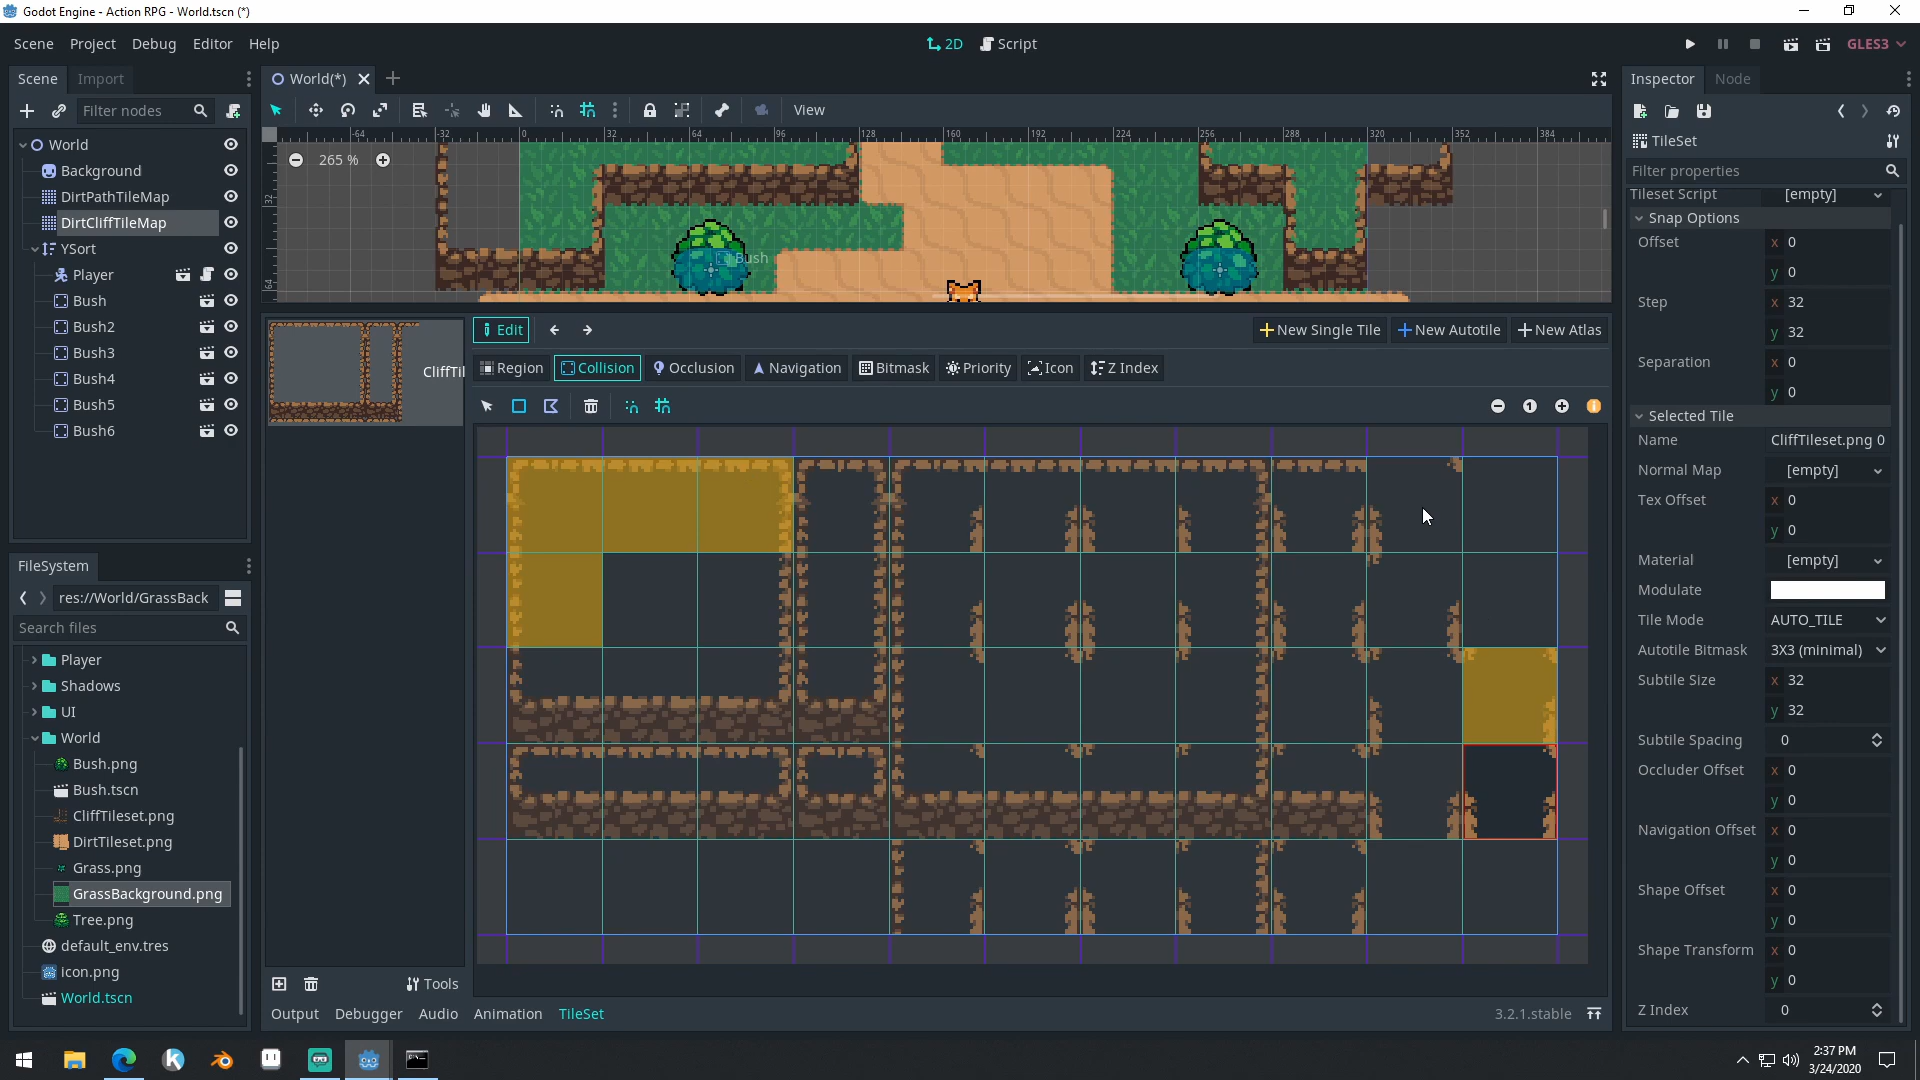 Godot Engine - Action RPG - World.tscn (*)
Scene Project Debug Editor Help
2D Script
GLES3
Scene Import
World(*)
Inspector Node
Filter nodes
View
TileSet
Filter properties
World
Background
DirtPathTileMap
DirtCliffTileMap
YSort
Player
Bush
Bush2
Bush3
Bush4
Bush5
Bush6
-64 -32 0 32 64 96 128 160 192 224 256 288 320 352 384
32
64
265 %
Bush
Edit
New Single Tile New Autotile New Atlas
CliffTil
Region Collision Occlusion Navigation Bitmask Priority Icon Z Index
Tools
Output Debugger Audio Animation TileSet
3.2.1.stable
FileSystem
res://World/GrassBack
Search files
Player
Shadows
UI
World
Bush.png
Bush.tscn
CliffTileset.png
DirtTileset.png
Grass.png
GrassBackground.png
Tree.png
default_env.tres
icon.png
World.tscn
Tileset Script [empty]
Snap Options
Offset x 0
y 0
Step x 32
y 32
Separation x 0
y 0
Selected Tile
Name CliffTileset.png 0
Normal Map [empty]
Tex Offset x 0
y 0
Material [empty]
Modulate
Tile Mode AUTO_TILE
Autotile Bitmask 3X3 (minimal)
Subtile Size x 32
y 32
Subtile Spacing 0
Occluder Offset x 0
y 0
Navigation Offset x 0
y 0
Shape Offset x 0
y 0
Shape Transform x 0
y 0
Z Index 0
2:37 PM
3/24/2020